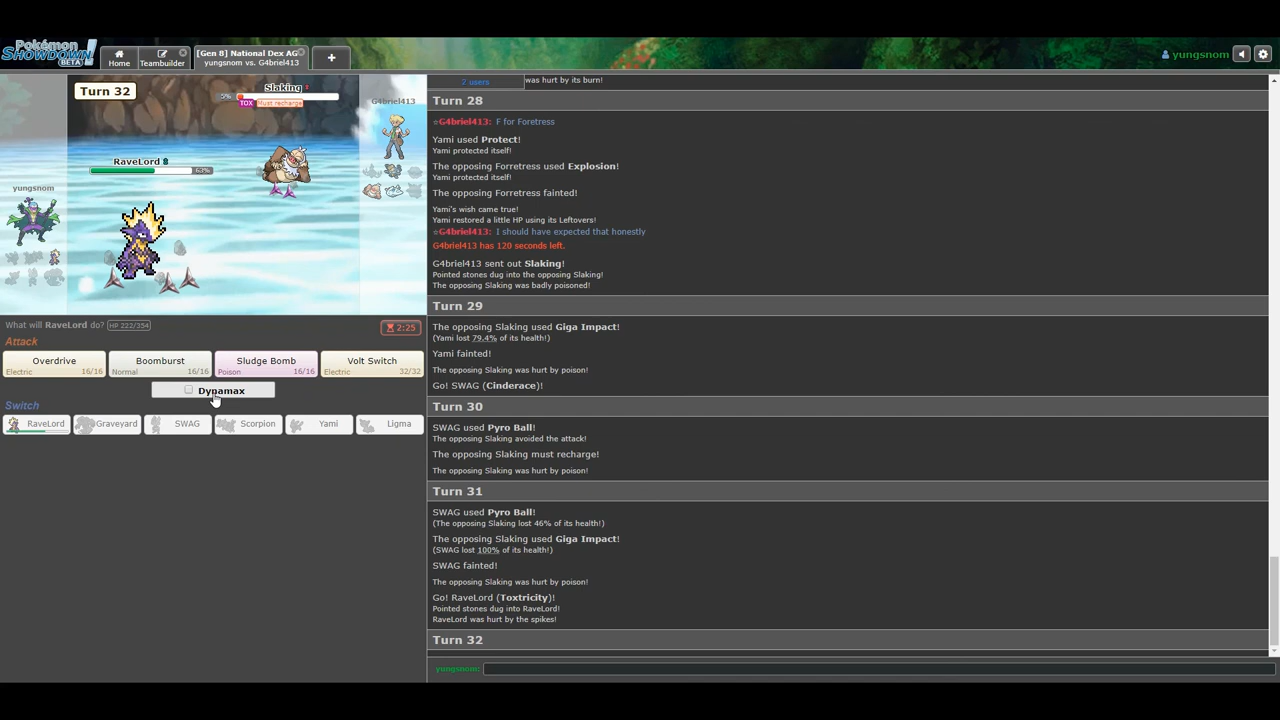 Pokémon
SHOWDOWN
BETA
Home
Teambuilder
[Gen 8] National Dex AG
yungsnom vs. G4briel413
+
yungsnom
Turn 32
Slaking
5%
TOX Must recharge
G4briel413
RaveLord
63%
yungsnom
What will RaveLord do? HP 222/354
2:25
Attack
Overdrive
Electric 16/16
Boomburst
Normal 16/16
Sludge Bomb
Poison 16/16
Volt Switch
Electric 32/32
Dynamax
Switch
RaveLord
Graveyard
SWAG
Scorpion
Yami
Ligma
2 users
was hurt by its burn!
Turn 28
☆G4briel413: F for Foretress
Yami used Protect!
Yami protected itself!
The opposing Forretress used Explosion!
Yami protected itself!
The opposing Forretress fainted!
Yami's wish came true!
Yami restored a little HP using its Leftovers!
☆G4briel413: I should have expected that honestly
G4briel413 has 120 seconds left.
G4briel413 sent out Slaking!
Pointed stones dug into the opposing Slaking!
The opposing Slaking was badly poisoned!
Turn 29
The opposing Slaking used Giga Impact!
(Yami lost 79.4% of its health!)
Yami fainted!
The opposing Slaking was hurt by poison!
Go! SWAG (Cinderace)!
Turn 30
SWAG used Pyro Ball!
The opposing Slaking avoided the attack!
The opposing Slaking must recharge!
The opposing Slaking was hurt by poison!
Turn 31
SWAG used Pyro Ball!
(The opposing Slaking lost 46% of its health!)
The opposing Slaking used Giga Impact!
(SWAG lost 100% of its health!)
SWAG fainted!
The opposing Slaking was hurt by poison!
Go! RaveLord (Toxtricity)!
Pointed stones dug into RaveLord!
RaveLord was hurt by the spikes!
Turn 32
yungsnom: